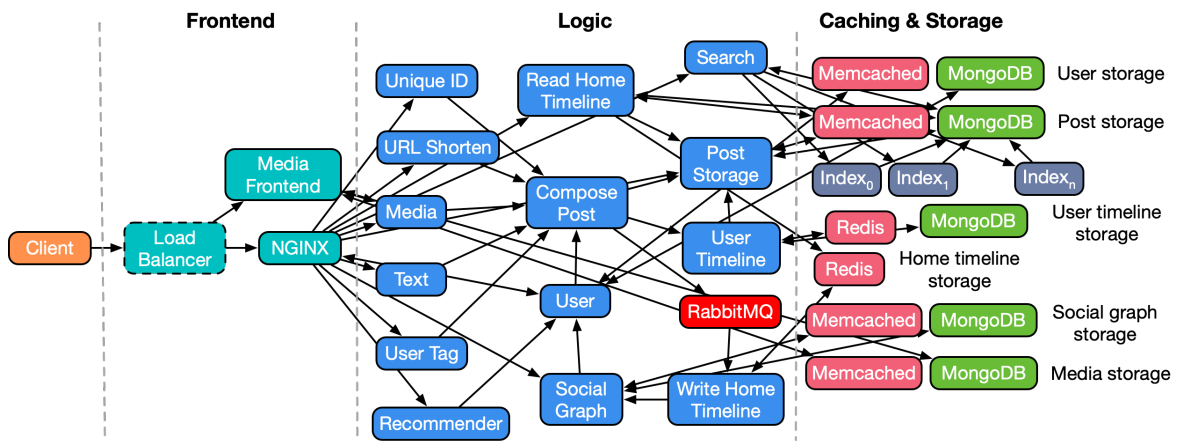 Frontend
Logic
Caching & Storage
Client
Load
Balancer
Media
Frontend
NGINX
Unique ID
URL Shorten
Media
Text
User Tag
Recommender
Read Home
Timeline
Compose
Post
User
Social
Graph
Search
Post
Storage
User
Timeline
RabbitMQ
Write Home
Timeline
Memcached
MongoDB
User storage
Memcached
MongoDB
Post storage
Index0
Index1
Indexn
Redis
MongoDB
User timeline
storage
Redis
Home timeline
storage
Memcached
MongoDB
Social graph
storage
Memcached
MongoDB
Media storage